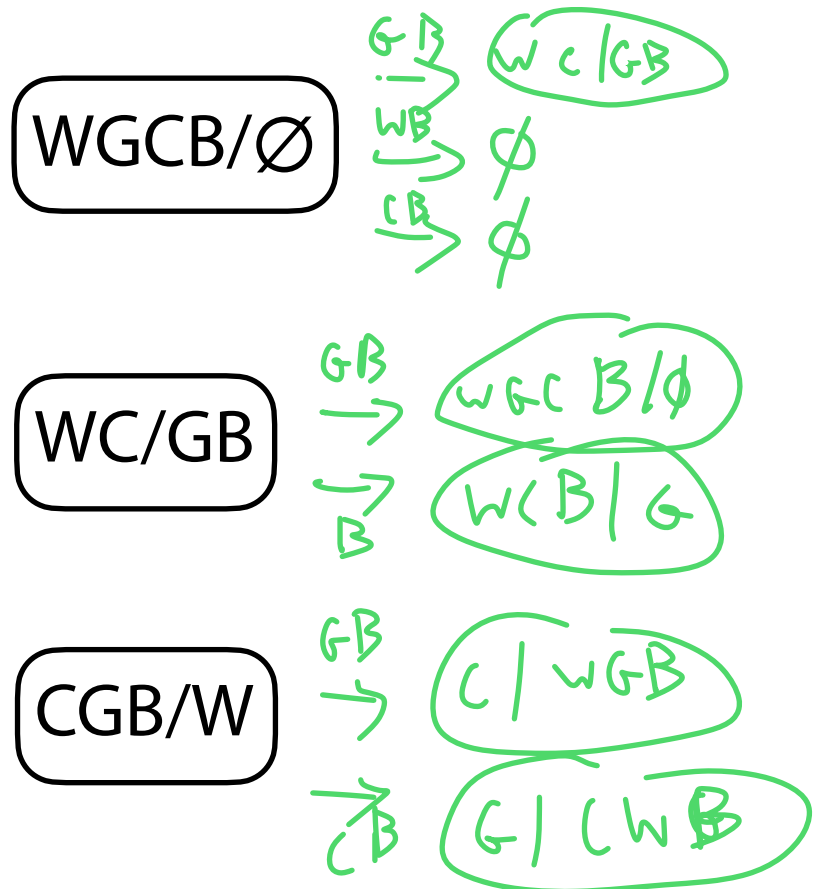 GB
WGCB/Ø → WC/GB
WB
→ Ø
CB
→ Ø
GB
→ WGCB/Ø
WC/GB
→ WCB/G
B
GB
→ C/WGB
CGB/W
→ G/CWB
CB